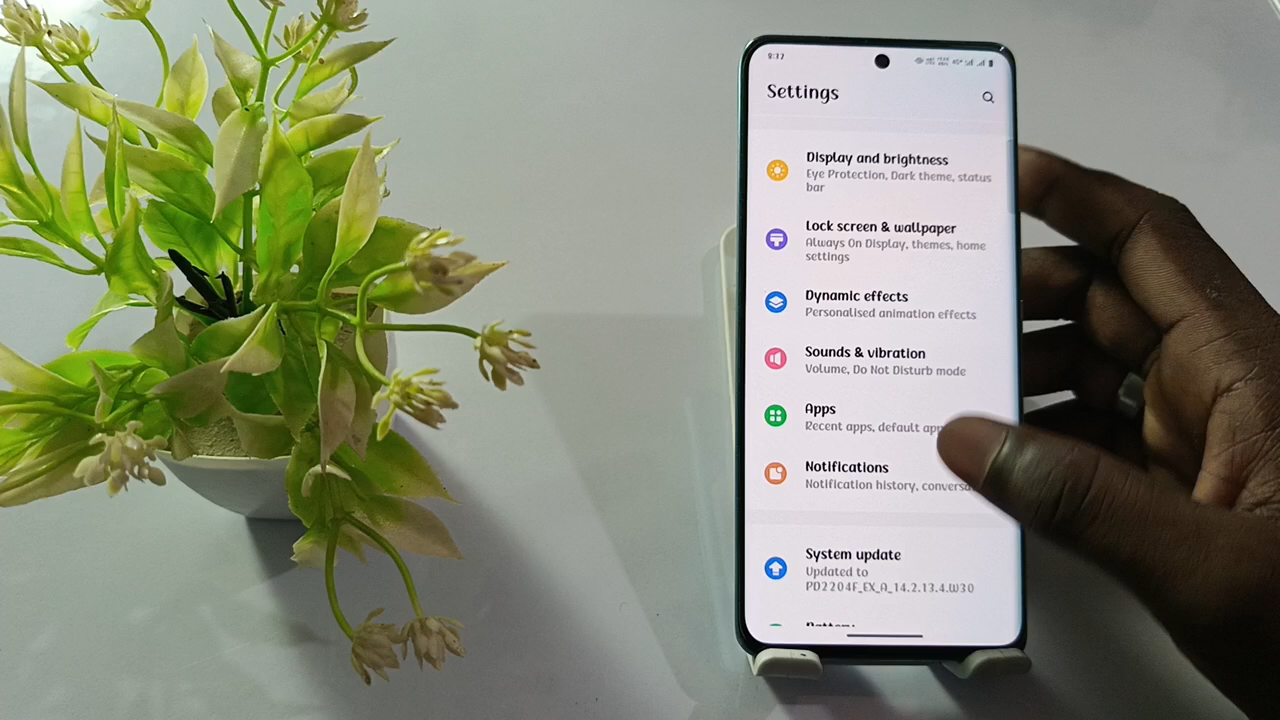 8:17
Settings
Display and brightness
Eye Protection, Dark theme, status
bar
Lock screen & wallpaper
Always On Display, themes, home
settings
Dynamic effects
Personalised animation effects
Sounds & vibration
Volume, Do Not Disturb mode
Apps
Recent apps, default
Notifications
Notification history,
System update
Updated to
PD2204F_EX_A_14.2.13.4.W30